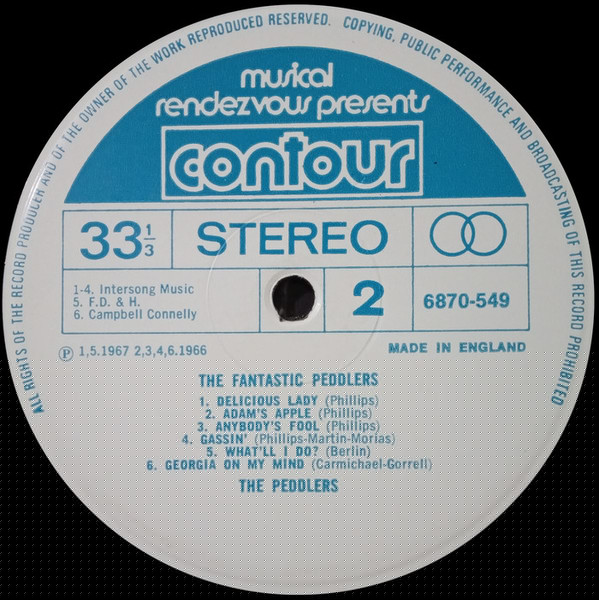 ALL RIGHTS OF THE RECORD PRODUCER AND OF THE OWNER OF THE WORK REPRODUCED RESERVED. COPYING, PUBLIC PERFORMANCE AND BROADCASTING OF THIS RECORD PROHIBITED
musical
rendezvous presents
contour
33 1/3 STEREO
1-4. Intersong Music
5. F.D. & H.
6. Campbell Connelly
2
6870-549
Ⓟ 1,5.1967 2,3,4,6.1966
MADE IN ENGLAND
THE FANTASTIC PEDDLERS
1. DELICIOUS LADY (Phillips)
2. ADAM'S APPLE (Phillips)
3. ANYBODY'S FOOL (Phillips)
4. GASSIN' (Phillips-Martin-Morias)
5. WHAT'LL I DO? (Berlin)
6. GEORGIA ON MY MIND (Carmichael-Gorrell)
THE PEDDLERS